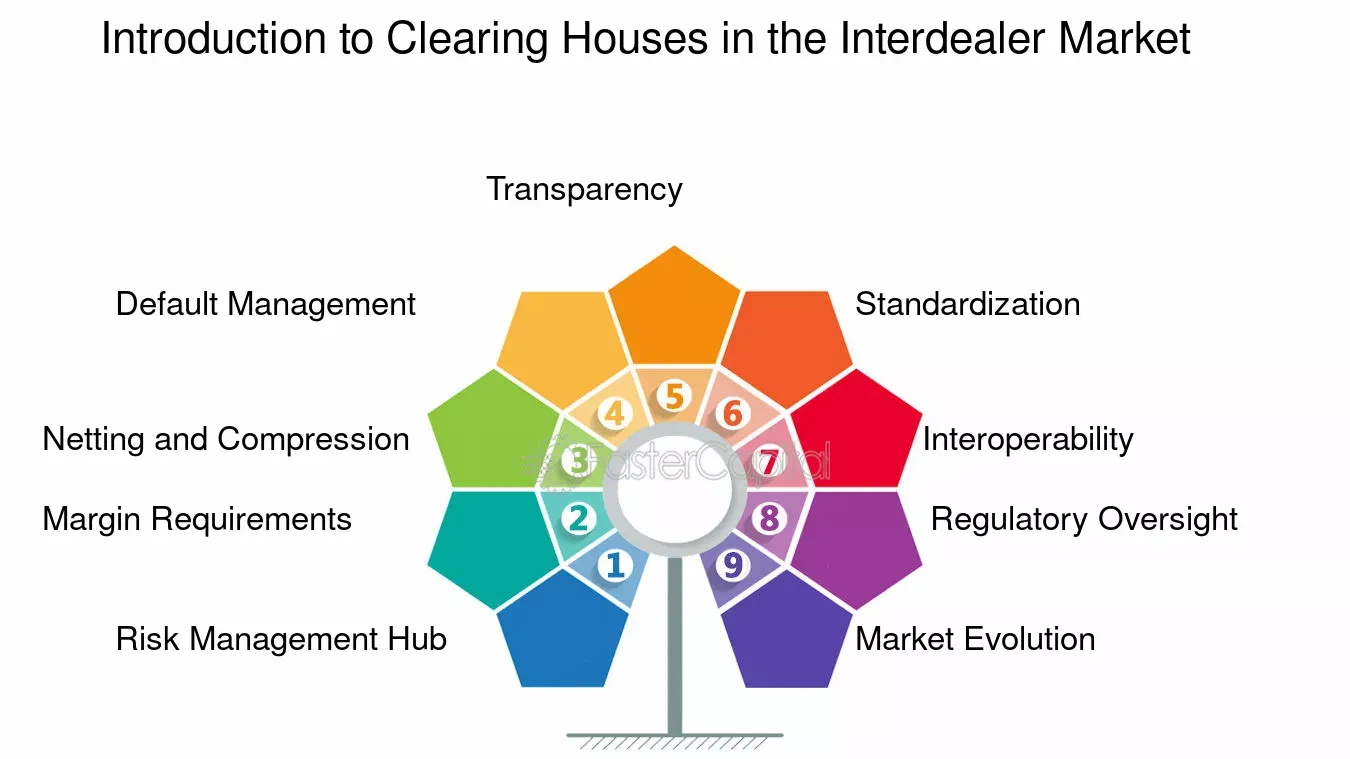 Introduction to Clearing Houses in the Interdealer Market
Transparency
Default Management
Standardization
Netting and Compression
Interoperability
Margin Requirements
Regulatory Oversight
Risk Management Hub
Market Evolution
4
5
6
3
7
2
8
1
9
FasterCapital